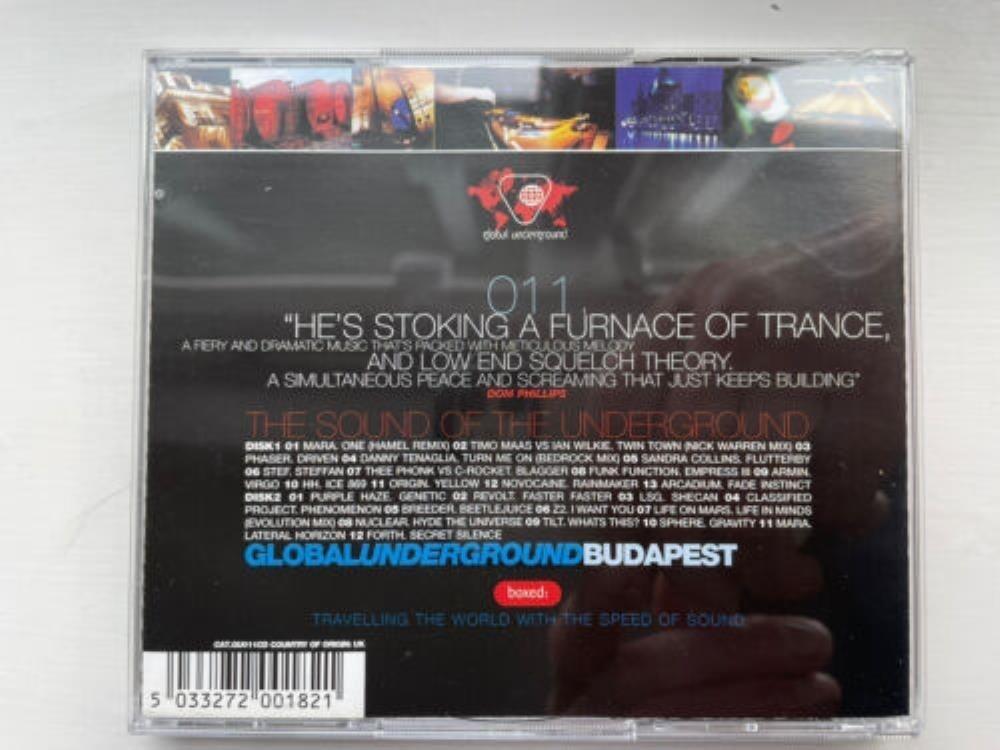 global underground
011
"HE'S STOKING A FURNACE OF TRANCE,
A FIERY AND DRAMATIC MUSIC THAT'S PACKED WITH METICULOUS MELODY
AND LOW END SQUELCH THEORY.
A SIMULTANEOUS PEACE AND SCREAMING THAT JUST KEEPS BUILDING"
DOM PHILLIPS
THE SOUND OF THE UNDERGROUND
DISK1 01 MARA. ONE (HAMEL REMIX) 02 TIMO MAAS VS IAN WILKIE. TWIN TOWN (NICK WARREN MIX) 03
PHASER. DRIVEN 04 DANNY TENAGLIA. TURN ME ON (BEDROCK MIX) 05 SANDRA COLLINS. FLUTTERBY
06 STEF. STEFFAN 07 THEE PHONK VS C-ROCKET. BLAGGER 08 FUNK FUNCTION. EMPRESS III 09 ARMIN.
VIRGO 10 HH. ICE 869 11 ORIGIN. YELLOW 12 NOVOCAINE. RAINMAKER 13 ARCADIUM. FADE INSTINCT
DISK2 01 PURPLE HAZE. GENETIC 02 REVOLT. FASTER FASTER 03 LSG. SHECAN 04 CLASSIFIED
PROJECT. PHENOMENON 05 BREEDER. BEETLEJUICE 06 Z2. I WANT YOU 07 LIFE ON MARS. LIFE IN MINDS
(EVOLUTION MIX) 08 NUCLEAR. HYDE THE UNIVERSE 09 TILT. WHATS THIS? 10 SPHERE. GRAVITY 11 MARA.
LATERAL HORIZON 12 FORTH. SECRET SILENCE
GLOBALUNDERGROUNDBUDAPEST
boxed:
TRAVELLING THE WORLD WITH THE SPEED OF SOUND
CAT.GU011CD COUNTRY OF ORIGIN: UK
5 033272 001821